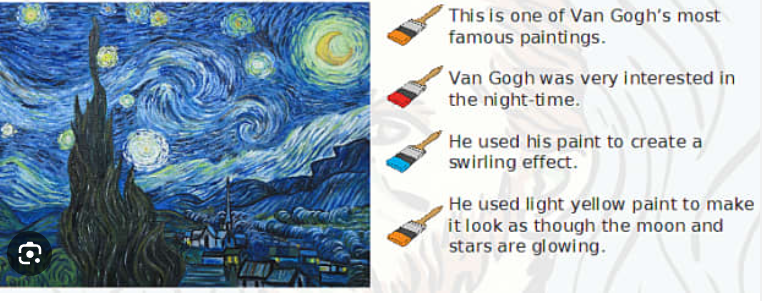 This is one of Van Gogh's most
famous paintings.
Van Gogh was very interested in
the night-time.
He used his paint to create a
swirling effect.
He used light yellow paint to make
it look as though the moon and
stars are glowing.